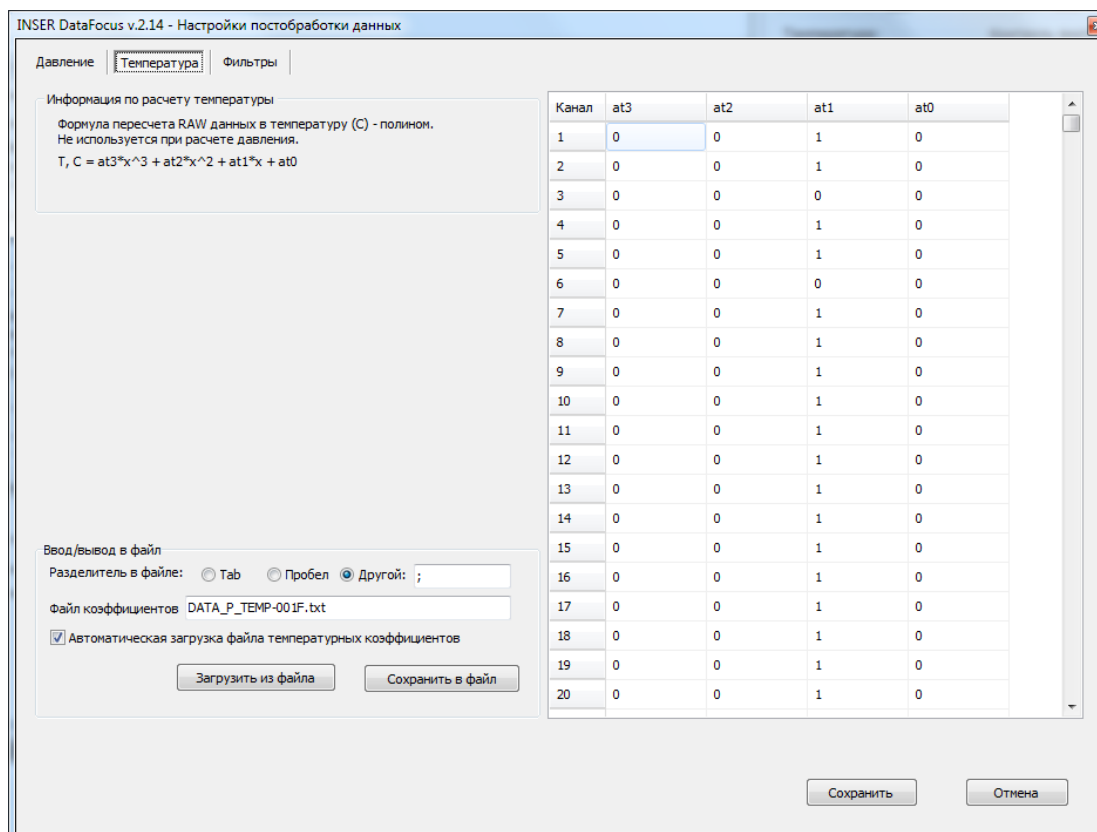 INSER DataFocus v.2.14 - Настройки постобработки данных
Давление Температура Фильтры
Информация по расчету температуры
Формула пересчета RAW данных в температуру (С) - полином.
Не используется при расчете давления.
T, C = at3*x^3 + at2*x^2 + at1*x + at0
Ввод/вывод в файл
Разделитель в файле: Tab Пробел Другой: ;
Файл коэффициентов DATA_P_TEMP-001F.txt
Автоматическая загрузка файла температурных коэффициентов
Загрузить из файла Сохранить в файл
Канал at3 at2 at1 at0
1 0 0 1 0
2 0 0 1 0
3 0 0 0 0
4 0 0 1 0
5 0 0 1 0
6 0 0 0 0
7 0 0 1 0
8 0 0 1 0
9 0 0 1 0
10 0 0 1 0
11 0 0 1 0
12 0 0 1 0
13 0 0 1 0
14 0 0 1 0
15 0 0 1 0
16 0 0 1 0
17 0 0 1 0
18 0 0 1 0
19 0 0 1 0
20 0 0 1 0
Сохранить Отмена